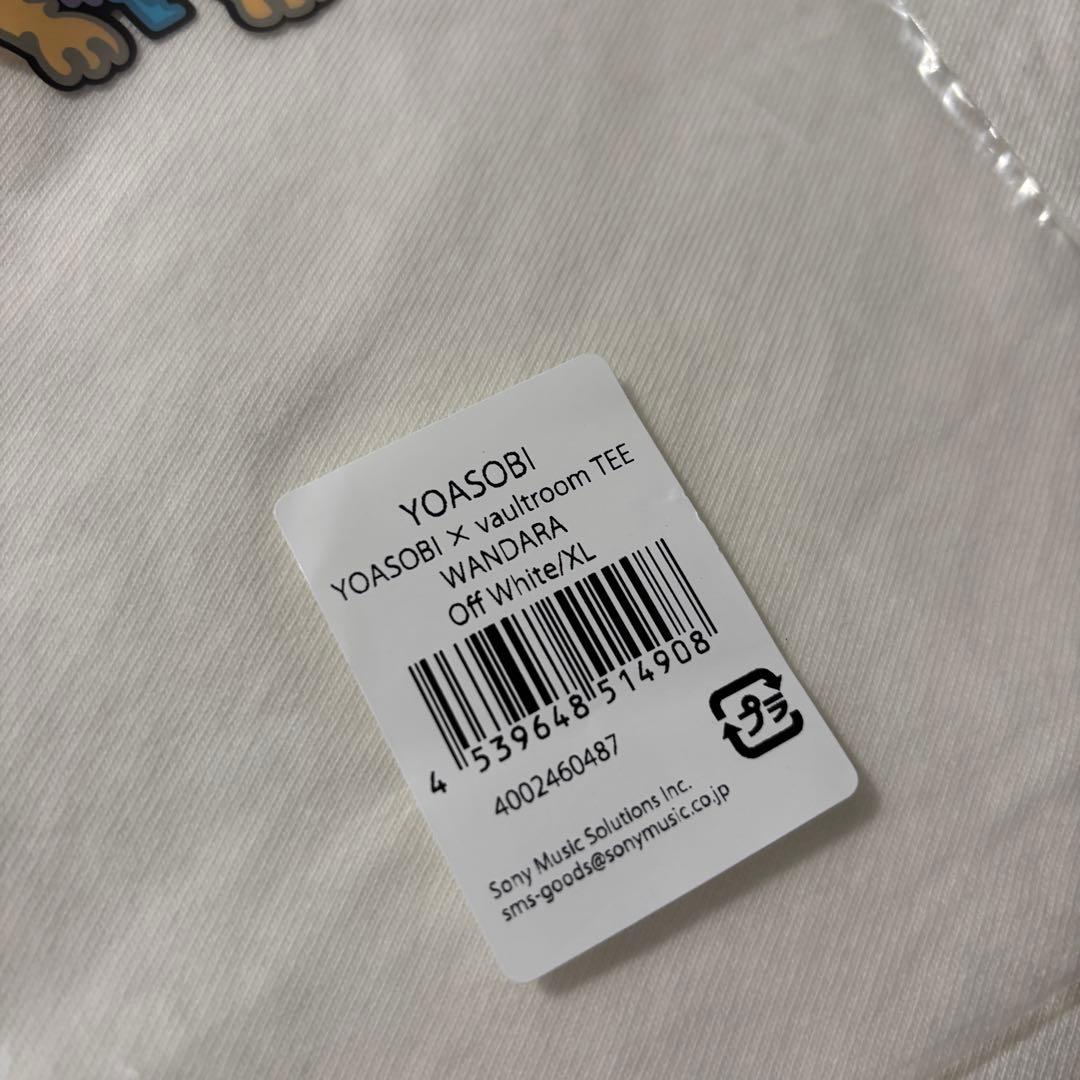 YOASOBI
YOASOBI × vaultroom TEE
WANDARA
Off White/XL
4 539648 514908
4002460487
プラ
Sony Music Solutions Inc.
sms-goods@sonymusic.co.jp